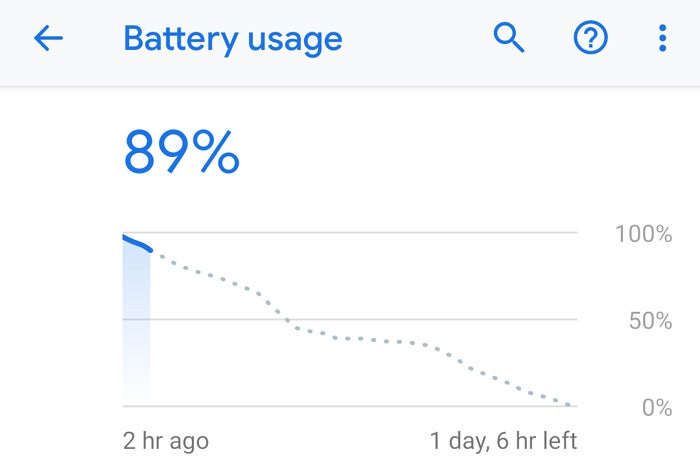 Battery usage
89%
100%
50%
0%
2 hr ago
1 day, 6 hr left